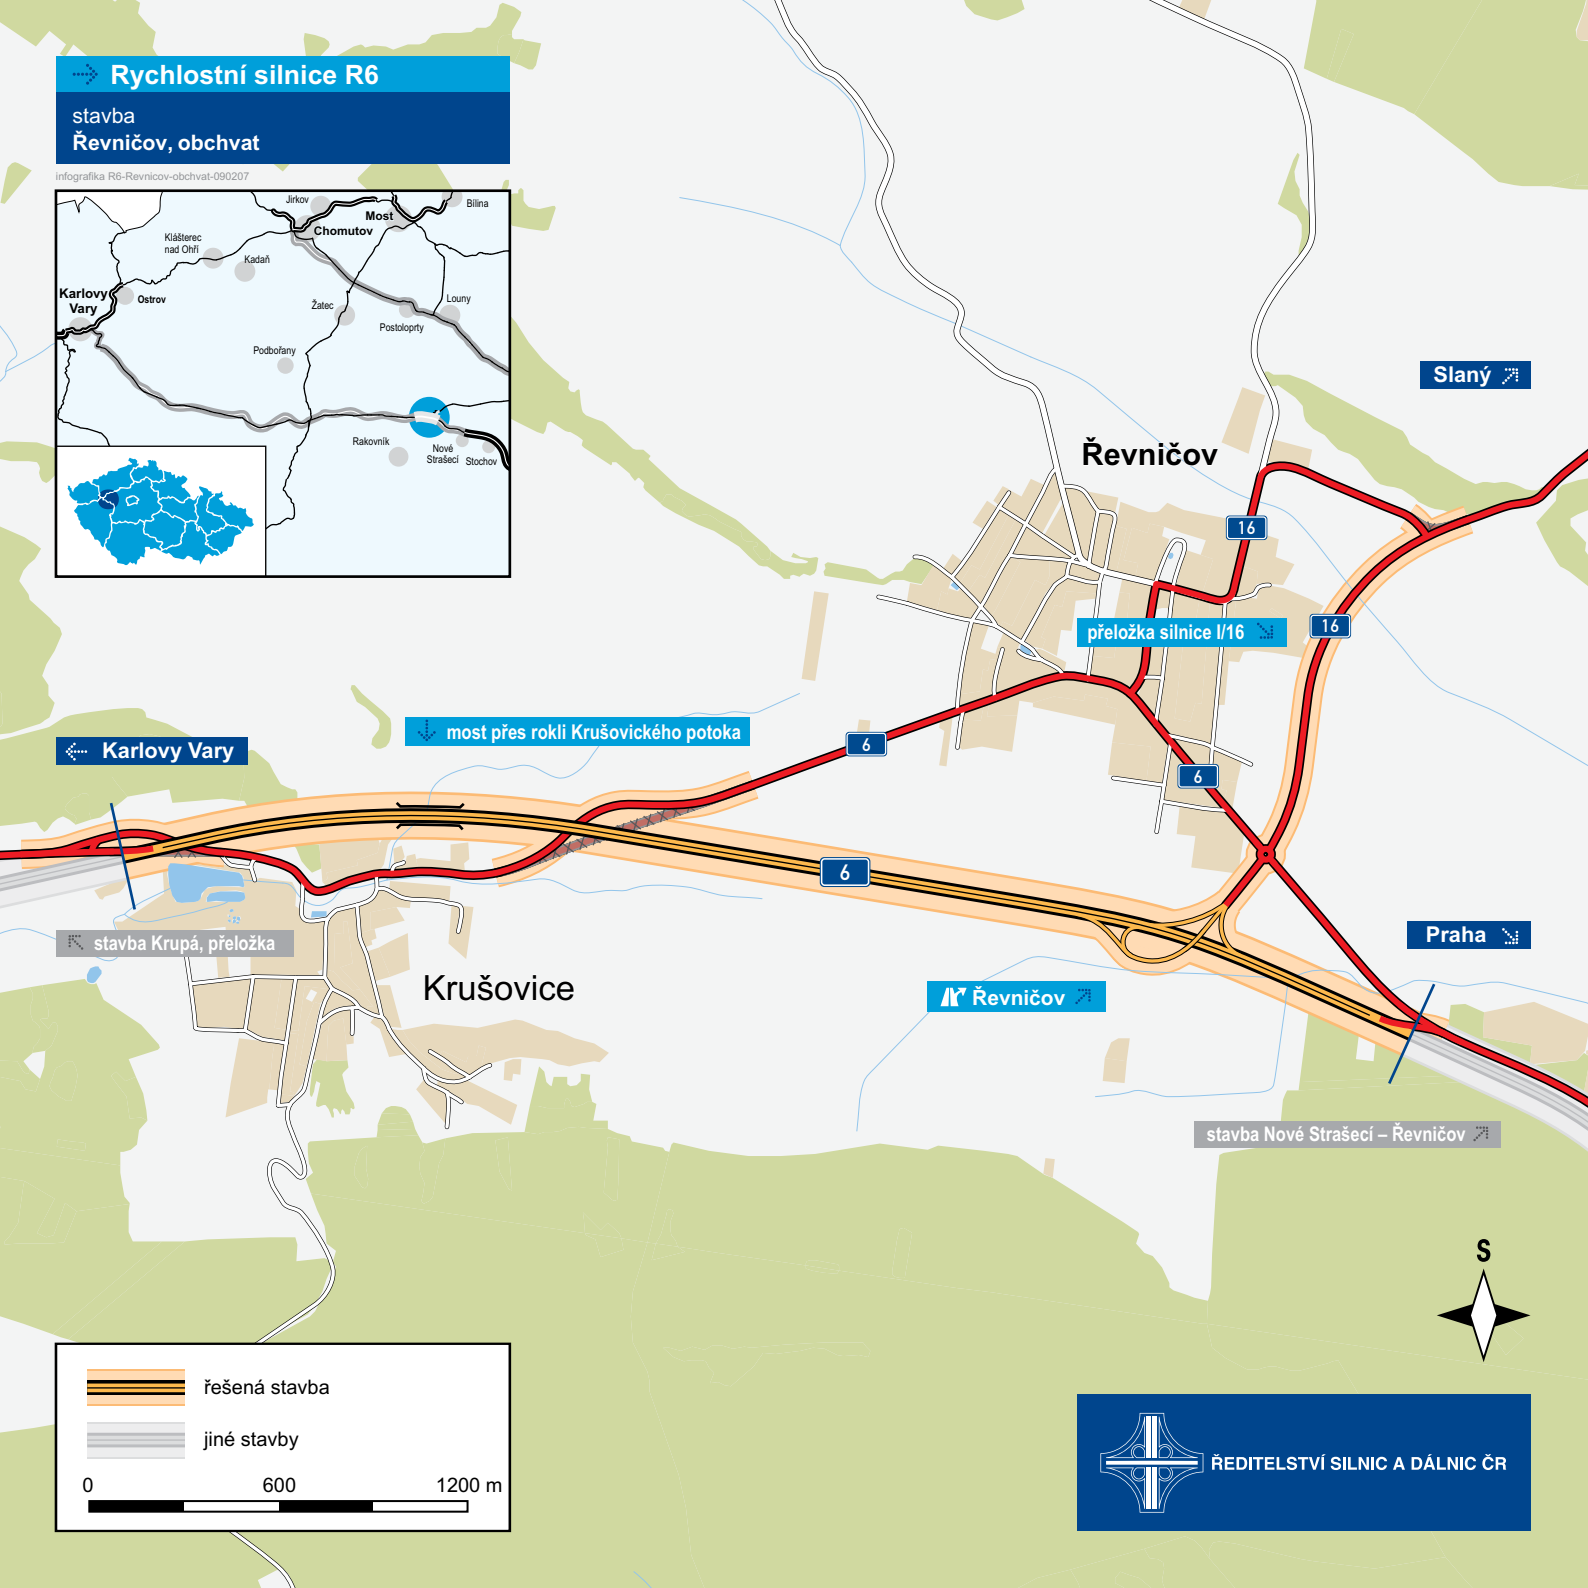 Rychlostní silnice R6
stavba
Řevničov, obchvat
infografika R6-Revnicov-obchvat-090207
Jirkov
Most
Bílina
Chomutov
Klášterec
nad Ohří
Kadaň
Karlovy
Vary
Ostrov
Žatec
Louny
Postoloprty
Podbořany
Rakovník
Nové
Strašecí
Stochov
Slaný
Řevničov
16
16
přeložka silnice I/16
most přes rokli Krušovického potoka
Karlovy Vary
6
6
6
Praha
stavba Krupá, přeložka
Krušovice
Řevničov
stavba Nové Strašecí – Řevničov
S
řešená stavba
jiné stavby
0 600 1200 m
ŘEDITELSTVÍ SILNIC A DÁLNIC ČR